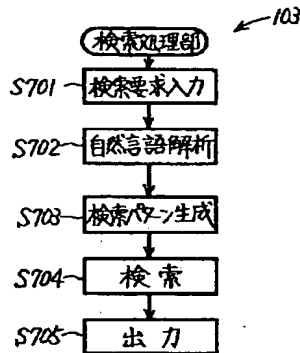 103
検索処理部
S701 検索要求入力
S702 自然言語解析
S703 検索パターン生成
S704 検索
S705 出力